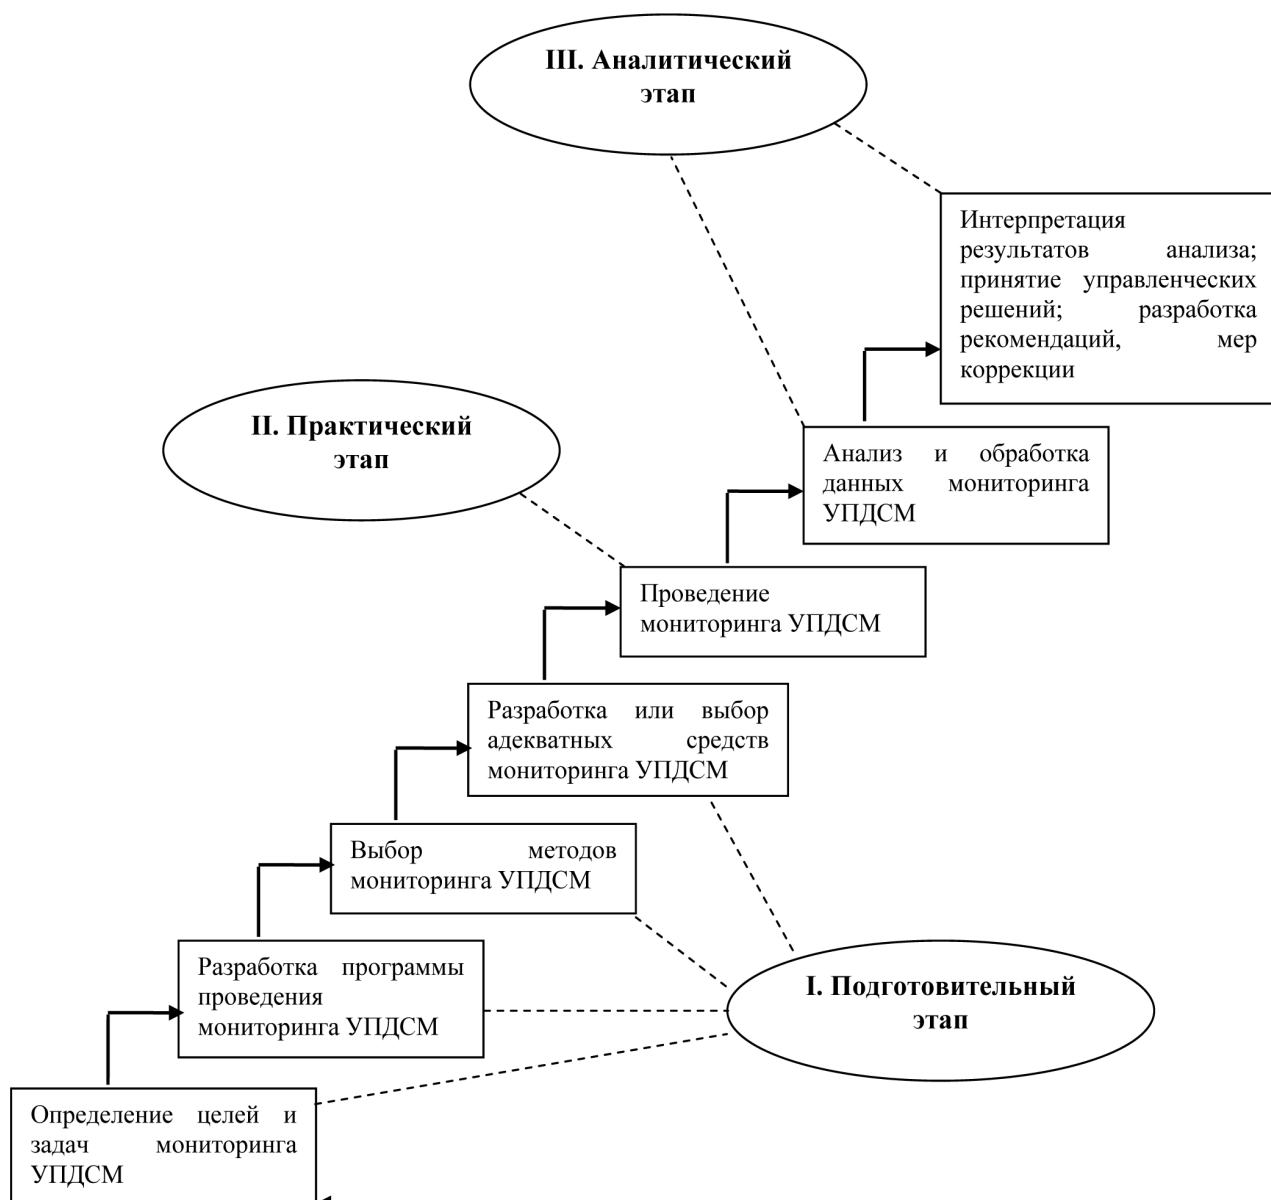 III. Аналитический
этап
Интерпретация
результатов анализа;
принятие управленческих
решений; разработка
рекомендаций, мер
коррекции
II. Практический
этап
Анализ и обработка
данных мониторинга
УПДСМ
Проведение
мониторинга УПДСМ
Разработка или выбор
адекватных средств
мониторинга УПДСМ
Выбор методов
мониторинга УПДСМ
Разработка программы
проведения
мониторинга УПДСМ
I. Подготовительный
этап
Определение целей и
задач мониторинга
УПДСМ